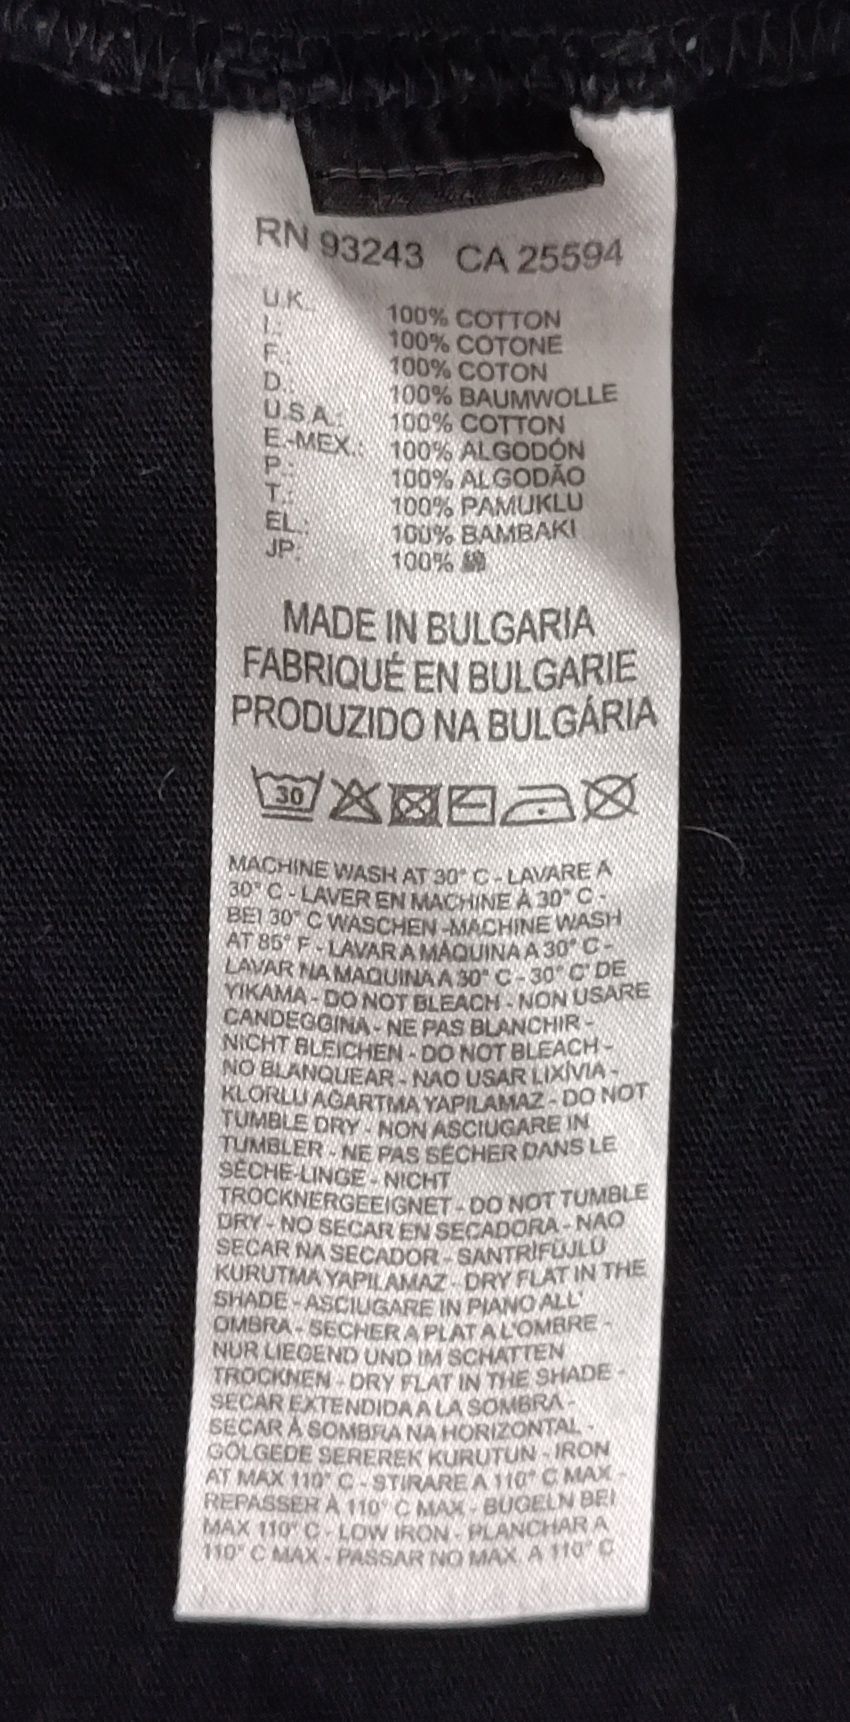 RN 93243 CA 25594
U.K.: 100% COTTON
I.: 100% COTONE
F.: 100% COTON
D.: 100% BAUMWOLLE
U.S.A.: 100% COTTON
E.-MEX.: 100% ALGODÓN
P.: 100% ALGODÃO
T.: 100% PAMUKLU
EL.: 100% BAMBAKI
JP: 100% 綿
MADE IN BULGARIA
FABRIQUÉ EN BULGARIE
PRODUZIDO NA BULGÁRIA
30
MACHINE WASH AT 30° C - LAVARE A
30° C - LAVER EN MACHINE À 30° C -
BEI 30° C WASCHEN -MACHINE WASH
AT 85° F - LAVAR A MÁQUINA A 30° C -
LAVAR NA MAQUINA A 30° C - 30° C' DE
YIKAMA - DO NOT BLEACH - NON USARE
CANDEGGINA - NE PAS BLANCHIR -
NICHT BLEICHEN - DO NOT BLEACH -
NO BLANQUEAR - NAO USAR LIXÍVIA -
KLORLU AĞARTMA YAPILAMAZ - DO NOT
TUMBLE DRY - NON ASCIUGARE IN
TUMBLER - NE PAS SÉCHER DANS LE
SÈCHE-LINGE - NICHT
TROCKNERGEEIGNET - DO NOT TUMBLE
DRY - NO SECAR EN SECADORA - NAO
SECAR NA SECADOR - SANTRİFÜJLÜ
KURUTMA YAPILAMAZ - DRY FLAT IN THE
SHADE - ASCIUGARE IN PIANO ALL'
OMBRA - SECHER A PLAT A L'OMBRE -
NUR LIEGEND UND IM SCHATTEN
TROCKNEN - DRY FLAT IN THE SHADE -
SECAR EXTENDIDA A LA SOMBRA -
SECAR À SOMBRA NA HORIZONTAL -
GÖLGEDE SEREREK KURUTUN - IRON
AT MAX 110° C - STIRARE A 110° C MAX -
REPASSER À 110° C MAX - BUGELN BEI
MAX 110° C - LOW IRON - PLANCHAR A
110° C MAX - PASSAR NO MAX. A 110° C